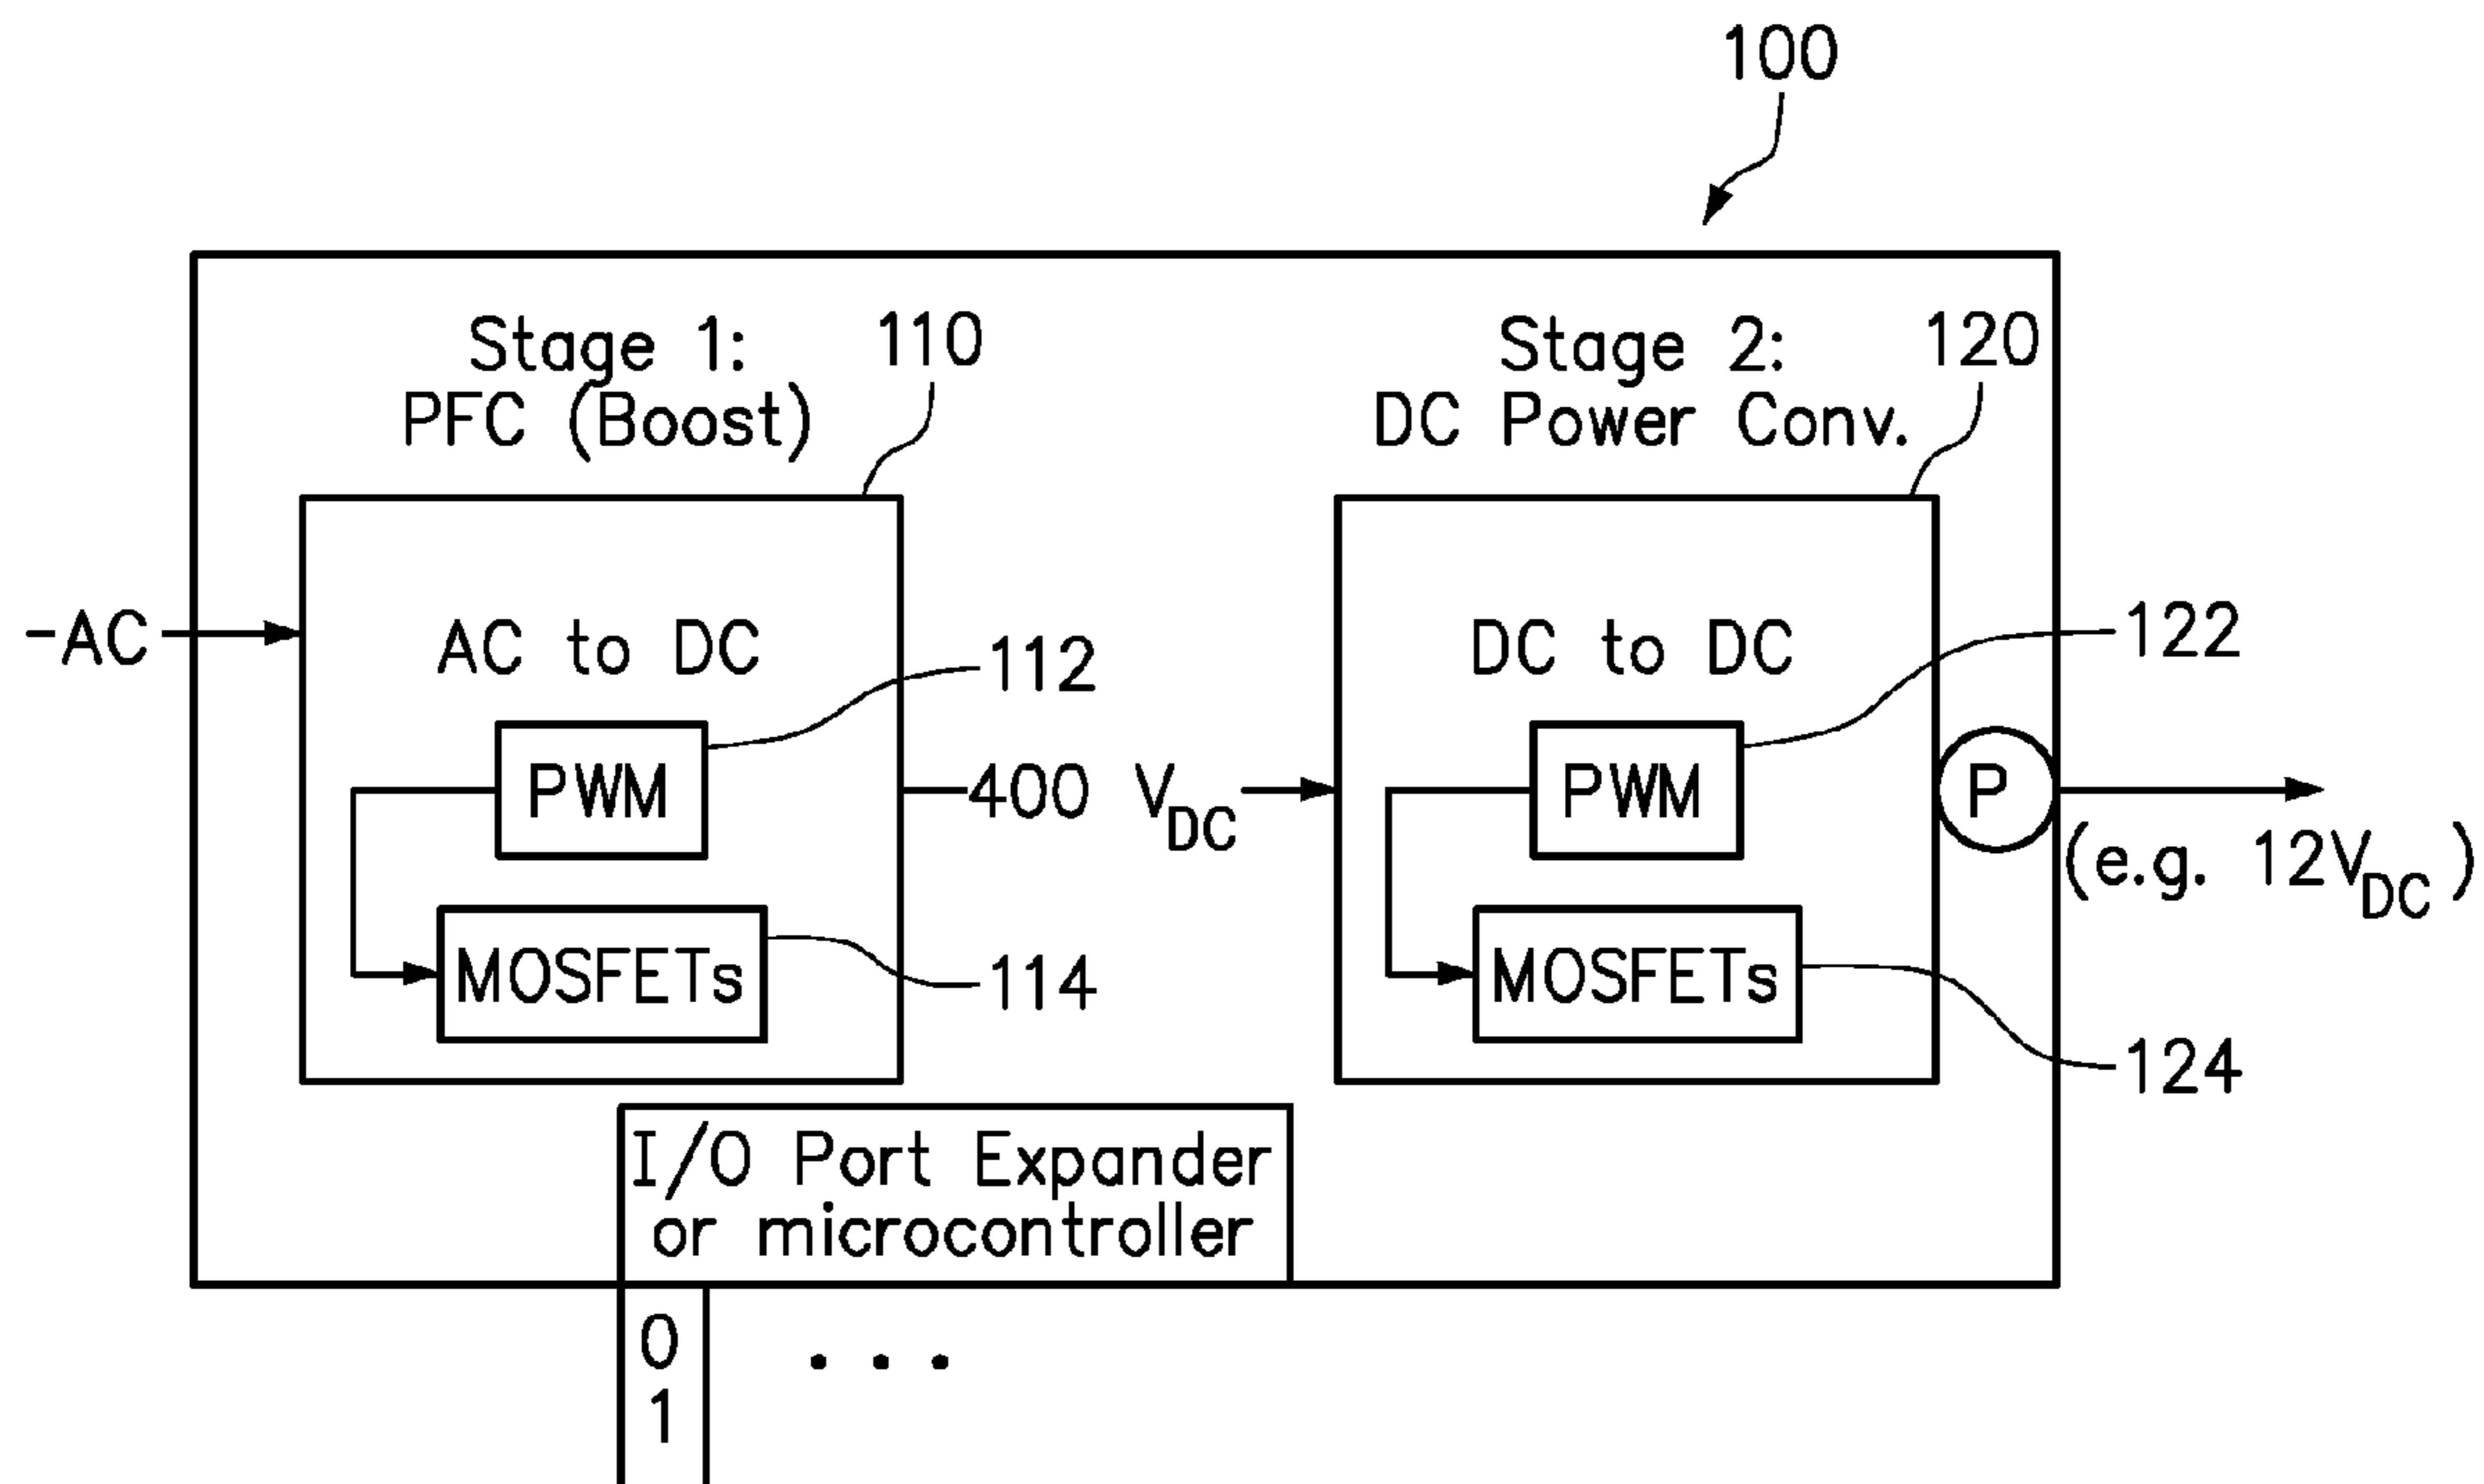 100
Stage 1:
PFC (Boost)
110
Stage 2:
DC Power Conv.
120
-AC
AC to DC
112
PWM
MOSFETs
114
400 VDC
DC to DC
122
PWM
MOSFETs
124
P
(e.g. 12VDC)
I/O Port Expander
or microcontroller
0
1
. . .